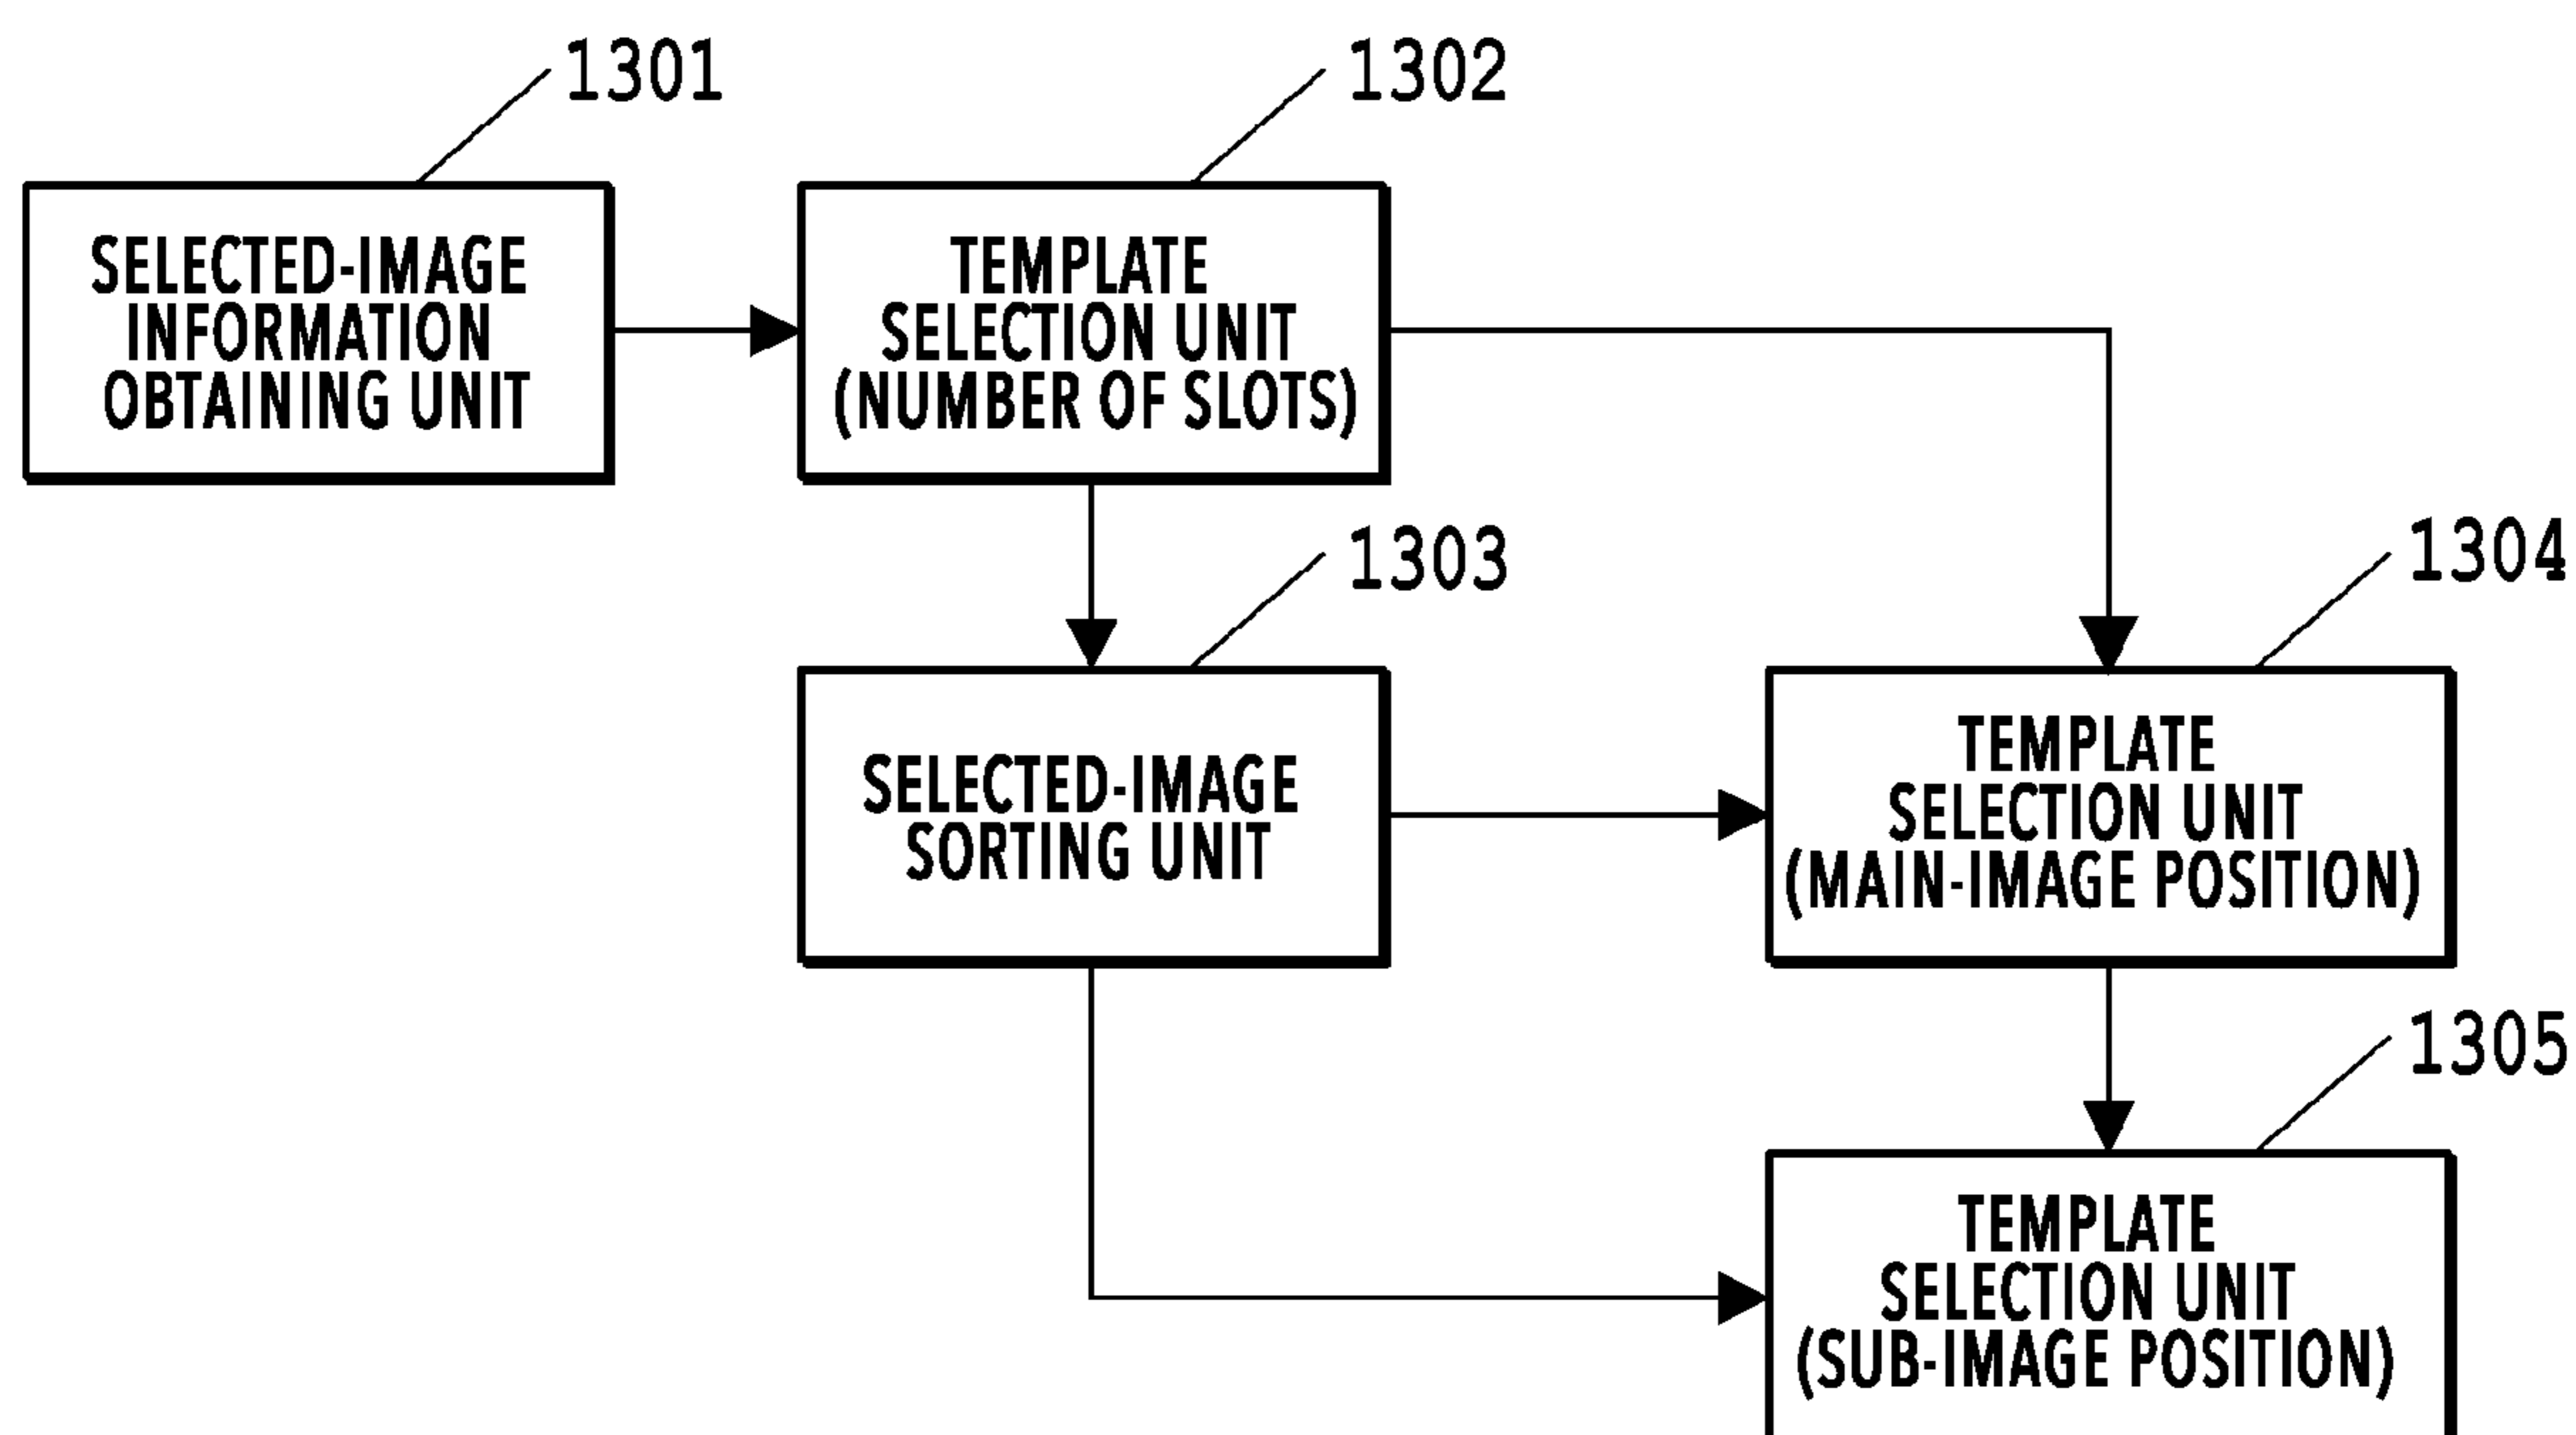 1301
SELECTED-IMAGE
INFORMATION
OBTAINING UNIT
1302
TEMPLATE
SELECTION UNIT
(NUMBER OF SLOTS)
1303
SELECTED-IMAGE
SORTING UNIT
1304
TEMPLATE
SELECTION UNIT
(MAIN-IMAGE POSITION)
1305
TEMPLATE
SELECTION UNIT
(SUB-IMAGE POSITION)